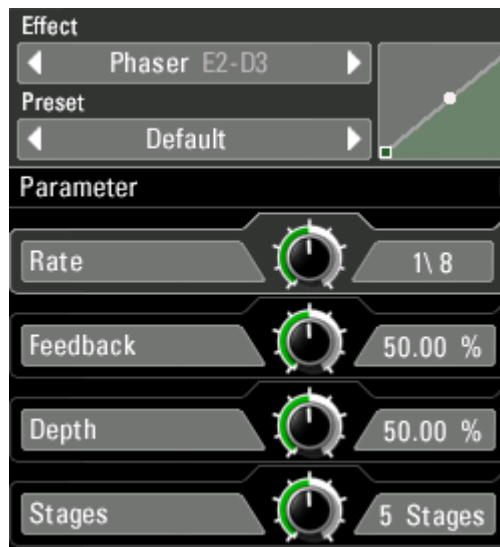 Effect
Phaser E2-D3
Preset
Default
Parameter
Rate 1\ 8
Feedback 50.00 %
Depth 50.00 %
Stages 5 Stages